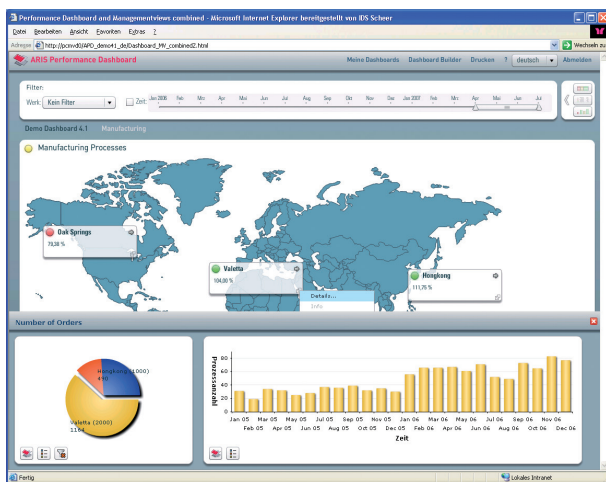 Performance Dashboard and Managementviews combined - Microsoft Internet Explorer bereitgestellt von IDS Scheer
Datei Bearbeiten Ansicht Favoriten Extras ?
Adresse http://pcmvd0/APD_demo41_de/Dashboard_MV_combined2.html Wechseln zu
ARIS Performance Dashboard Meine Dashboards Dashboard Builder Drucken ? deutsch Abmelden
Filter:
Werk: Kein Filter Zeit:
Jan 2006 Feb Mrz Apr Mai Jun Jul Aug Sep Okt Nov Dez Jan 2007 Feb Mrz Apr Mai Jun Jul
Demo Dashboard 4.1 Manufacturing
Manufacturing Processes
Oak Springs
Valetta
104,00 %
Hongkong
111,75 %
Details...
Info
Number of Orders
Hongkong (1000)
490
Valetta (2000)
1164
Prozessanzahl
80
60
40
20
0
Jan 05 Mar 05 May 05 Jul 05 Sep 05 Nov 05 Jan 06 Mar 06 May 06 Jul 06 Sep 06 Nov 06
Feb 05 Apr 05 Jun 05 Aug 05 Oct 05 Dec 05 Feb 06 Apr 06 Jun 06 Aug 06 Oct 06 Dec 06
Zeit
Fertig Lokales Intranet